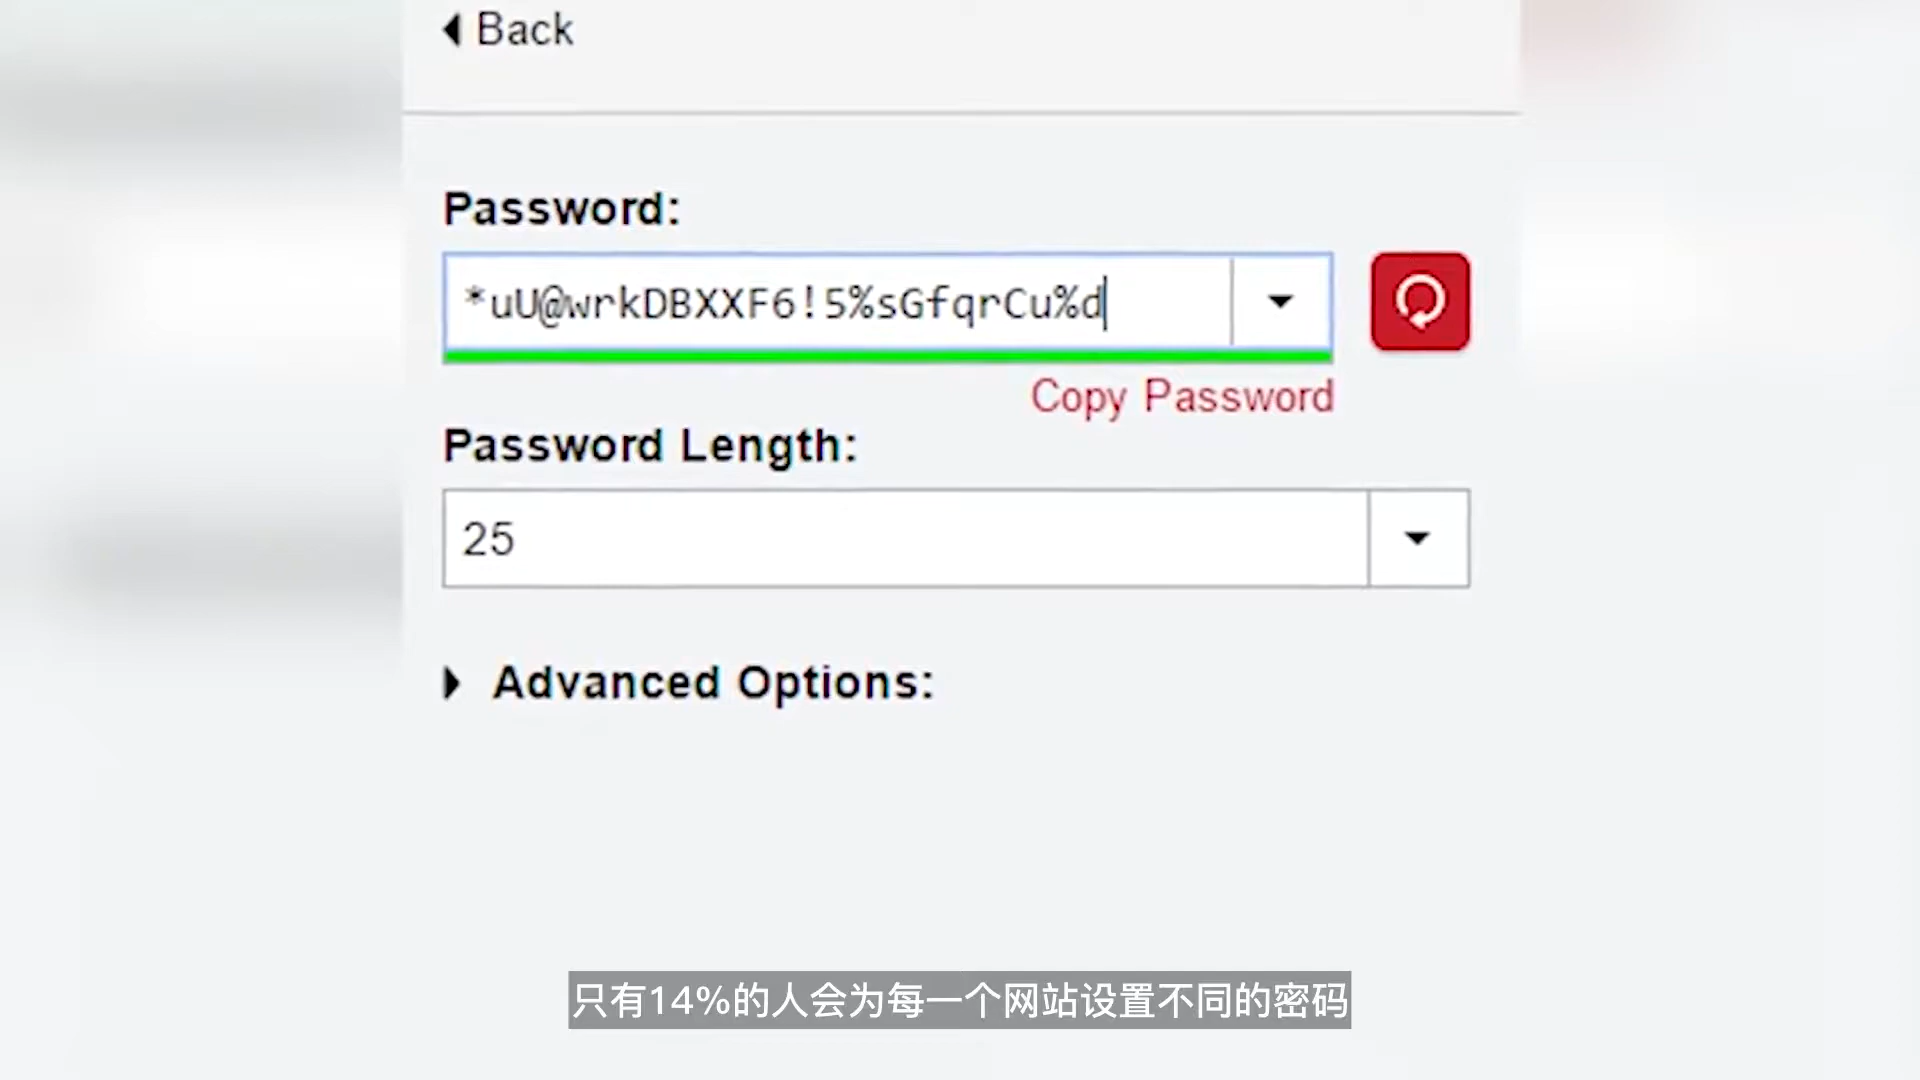 Back
Password:
*uU@wrkDBXXF6!5%sGfqrCu%d
Copy Password
Password Length:
25
Advanced Options:
只有14%的人会为每一个网站设置不同的密码